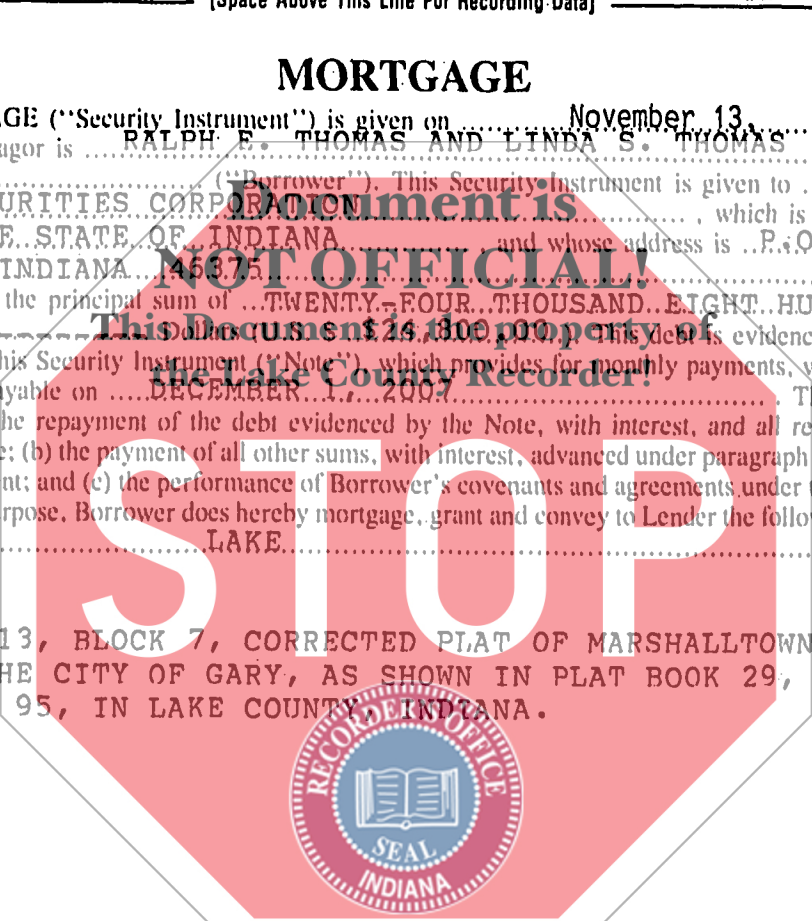 [Space Above This Line For Recording Data]
MORTGAGE
GE (“Security Instrument”) is given on ...... November 13, ....
agor is ..... RALPH E. THOMAS AND LINDA S. THOMAS
(“Borrower”). This Security Instrument is given to .
URITIES CORPORATION ........ , which is
E STATE OF INDIANA ........ and whose address is ..P.O
INDIANA...46375...
the principal sum of ...TWENTY-FOUR THOUSAND EIGHT HU
Dollars (U.S. $24,800.00). This debt is evidenc
his Security Instrument (“Note”), which provides for monthly payments, w
ayable on ....DECEMBER 1, 2007........ . Th
he repayment of the debt evidenced by the Note, with interest, and all re
e; (b) the payment of all other sums, with interest, advanced under paragraph
nt; and (c) the performance of Borrower's covenants and agreements under
rpose, Borrower does hereby mortgage, grant and convey to Lender the follo
........LAKE........
13, BLOCK 7, CORRECTED PLAT OF MARSHALLTOWN
HE CITY OF GARY, AS SHOWN IN PLAT BOOK 29,
95, IN LAKE COUNTY, INDIANA.
Document is
NOT OFFICIAL!
This Document is the property of
the Lake County Recorder!
STOP
RECORDER'S OFFICE
SEAL
INDIANA